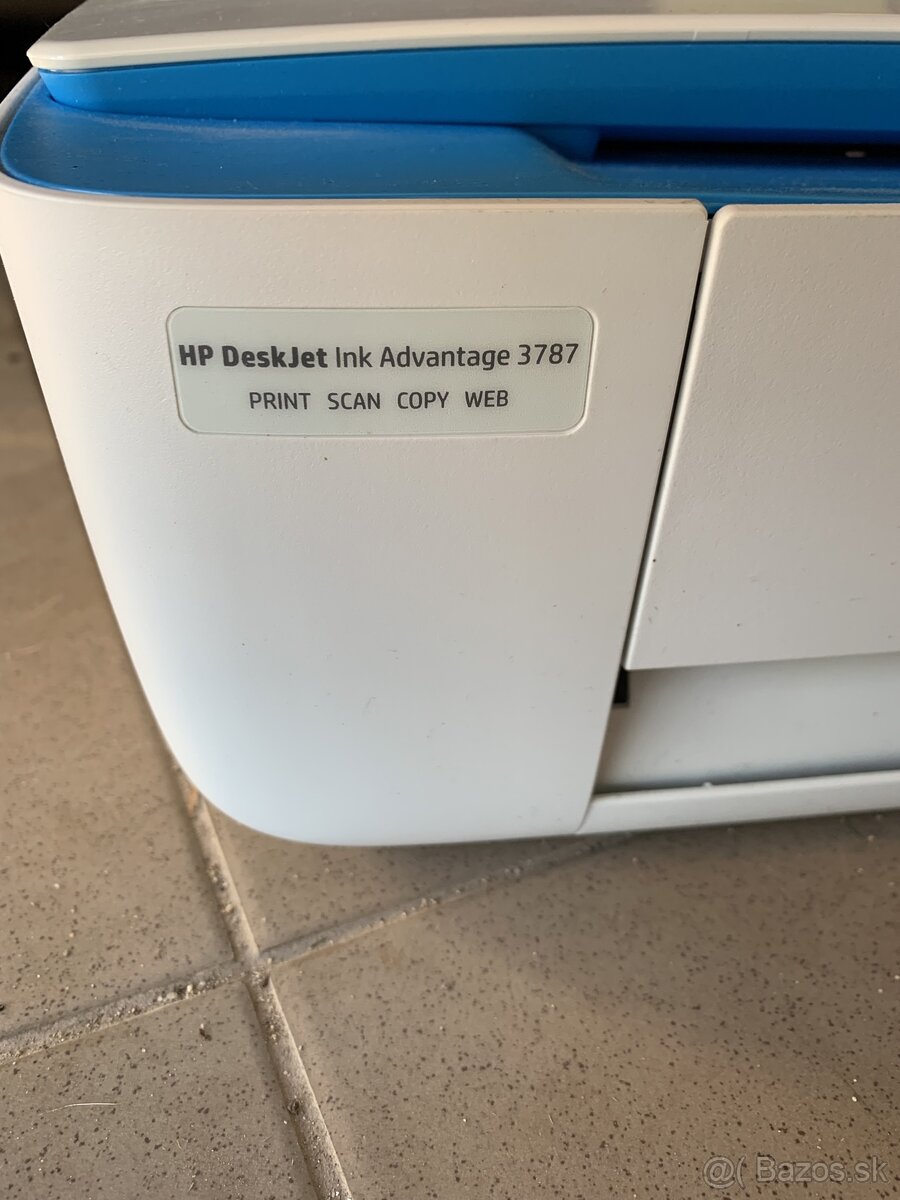 HP DeskJet Ink Advantage 3787
PRINT SCAN COPY WEB
@( Bazos.sk